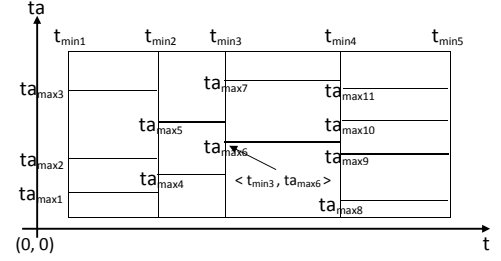 ta
t_min1 t_min2 t_min3 t_min4 t_min5
ta_max7
ta_max3 ta_max11
ta_max5 ta_max10
ta_max6
ta_max2 ta_max9
ta_max4 < t_min3 , ta_max6 >
ta_max1
ta_max8
(0, 0) t